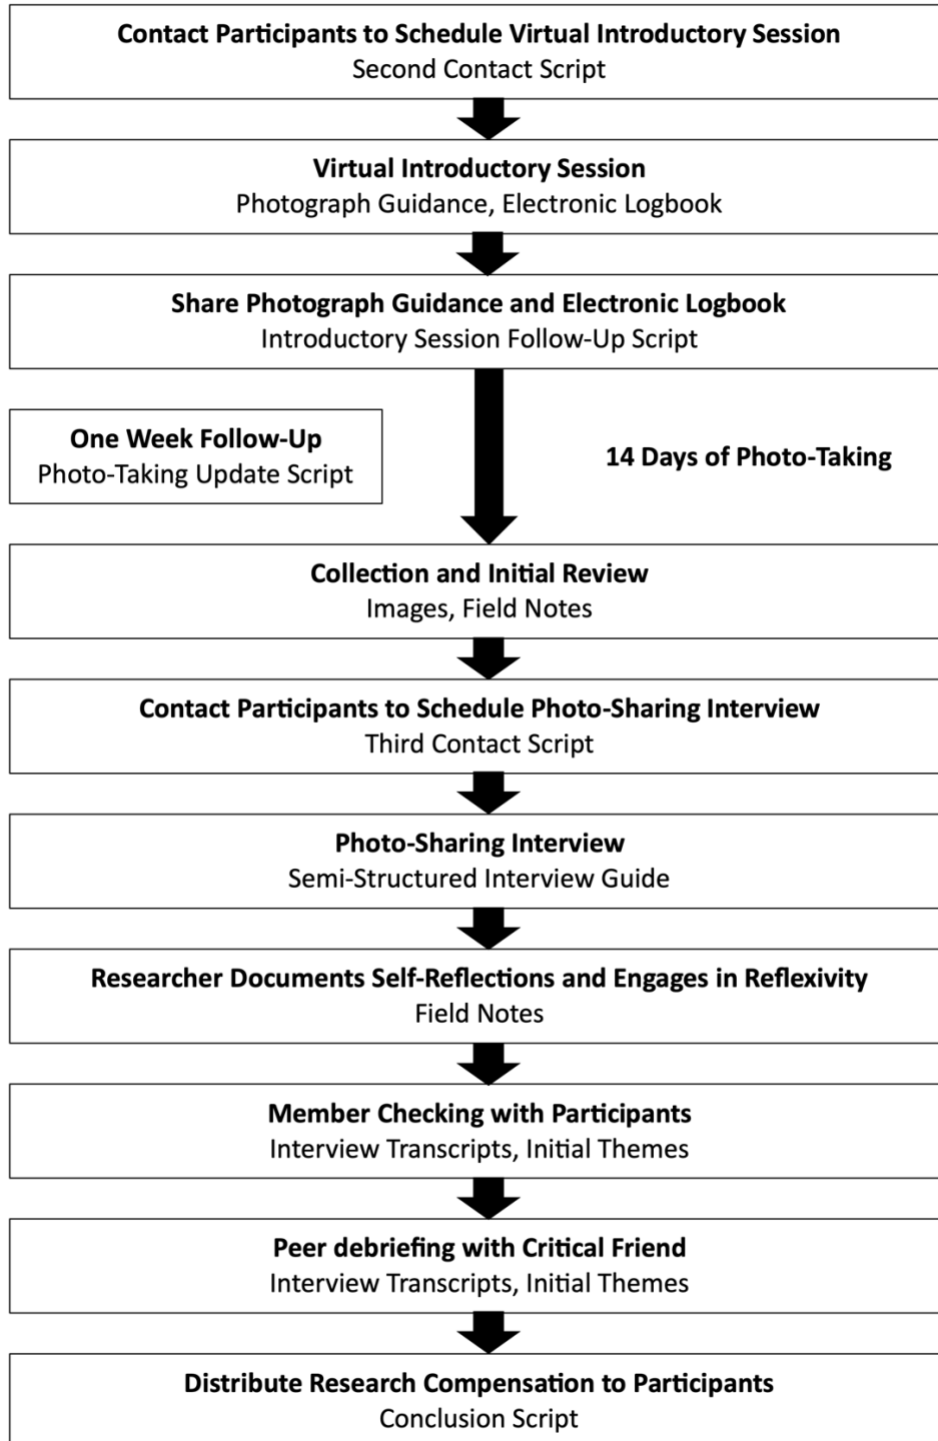 Contact Participants to Schedule Virtual Introductory Session
Second Contact Script
Virtual Introductory Session
Photograph Guidance, Electronic Logbook
Share Photograph Guidance and Electronic Logbook
Introductory Session Follow-Up Script
One Week Follow-Up
Photo-Taking Update Script
14 Days of Photo-Taking
Collection and Initial Review
Images, Field Notes
Contact Participants to Schedule Photo-Sharing Interview
Third Contact Script
Photo-Sharing Interview
Semi-Structured Interview Guide
Researcher Documents Self-Reflections and Engages in Reflexivity
Field Notes
Member Checking with Participants
Interview Transcripts, Initial Themes
Peer debriefing with Critical Friend
Interview Transcripts, Initial Themes
Distribute Research Compensation to Participants
Conclusion Script